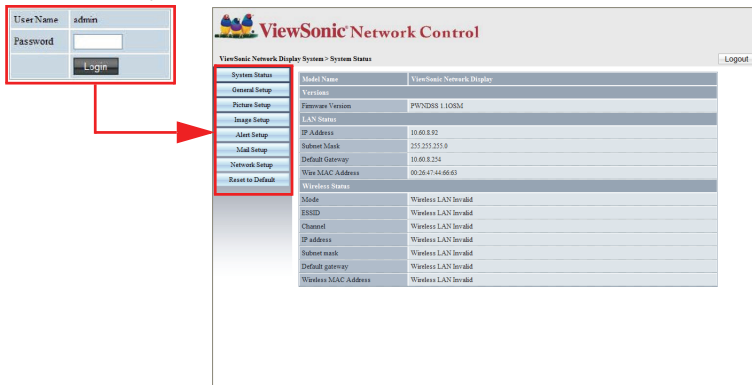 UserName admin
Password
Login
ViewSonic® Network Control
ViewSonic Network Display System > System Status
Logout
System Status
General Setup
Picture Setup
Image Setup
Alert Setup
Mail Setup
Network Setup
Reset to Default
Model Name ViewSonic Network Display
Versions
Firmware Version PWNDSS 1.10SM
LAN Status
IP Address 10.60.8.92
Subnet Mask 255.255.255.0
Default Gateway 10.60.8.254
Wire MAC Address 00:26:47:44:66:63
Wireless Status
Mode Wireless LAN Invalid
ESSID Wireless LAN Invalid
Channel Wireless LAN Invalid
IP address Wireless LAN Invalid
Subnet mask Wireless LAN Invalid
Default gateway Wireless LAN Invalid
Wireless MAC Address Wireless LAN Invalid